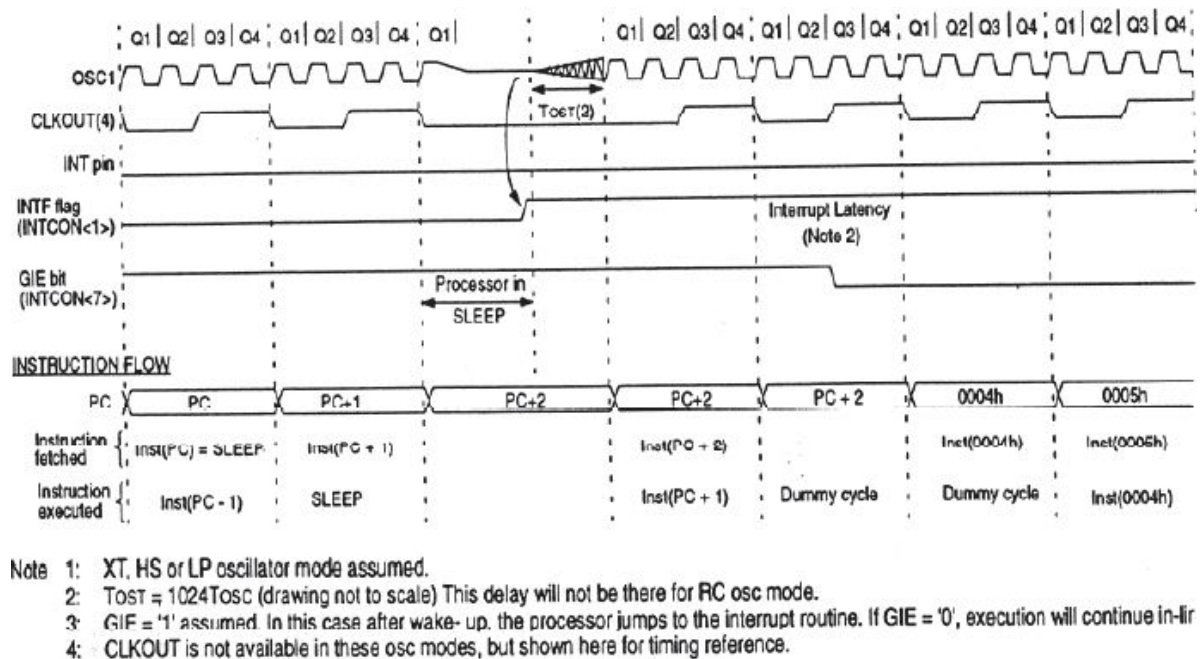 Q1 | Q2 | Q3 | Q4 | Q1 | Q2 | Q3 | Q4 | Q1 | Q1 | Q2 | Q3 | Q4 | Q1 | Q2 | Q3 | Q4 | Q1 | Q2 | Q3 | Q4 | Q1 | Q2 | Q3 | Q4
OSC1
TOST(2)
CLKOUT(4)
INT pin
INTF flag
(INTCON<1>)
Interrupt Latency
(Note 2)
GIE bit
(INTCON<7>)
Processor in
SLEEP
INSTRUCTION FLOW
PC PC PC+1 PC+2 PC+2 PC + 2 0004h 0005h
Instruction
fetched
Inst(PC) = SLEEP Inst(PC + 1) Inst(PC + 2) Inst(0004h) Inst(0005h)
Instruction
executed
Inst(PC - 1) SLEEP Inst(PC + 1) Dummy cycle Dummy cycle Inst(0004h)
Note 1: XT, HS or LP oscillator mode assumed.
2: TOST = 1024TOSC (drawing not to scale) This delay will not be there for RC osc mode.
3: GIE = '1' assumed. In this case after wake- up, the processor jumps to the interrupt routine. If GIE = '0', execution will continue in-lir
4: CLKOUT is not available in these osc modes, but shown here for timing reference.